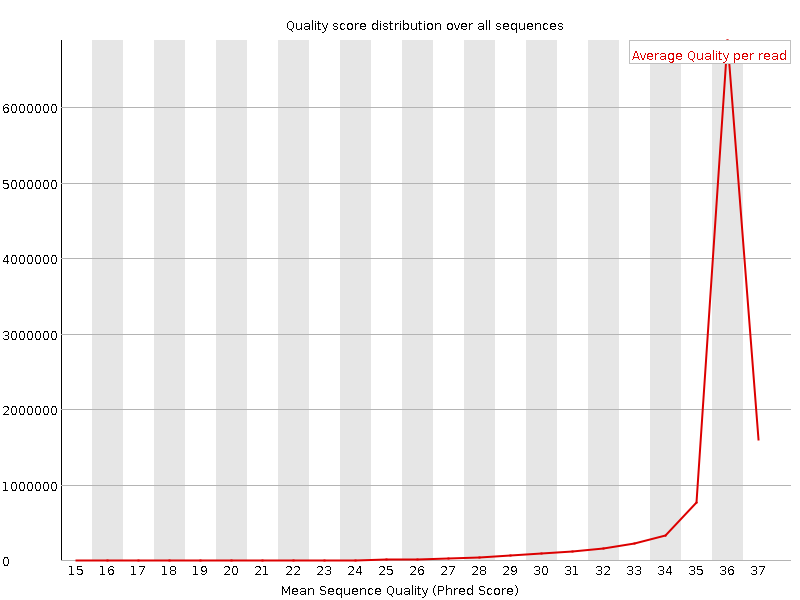 Quality score distribution over all sequences
Average Quality per read
6000000
5000000
4000000
3000000
2000000
1000000
0
15 16 17 18 19 20 21 22 23 24 25 26 27 28 29 30 31 32 33 34 35 36 37
Mean Sequence Quality (Phred Score)